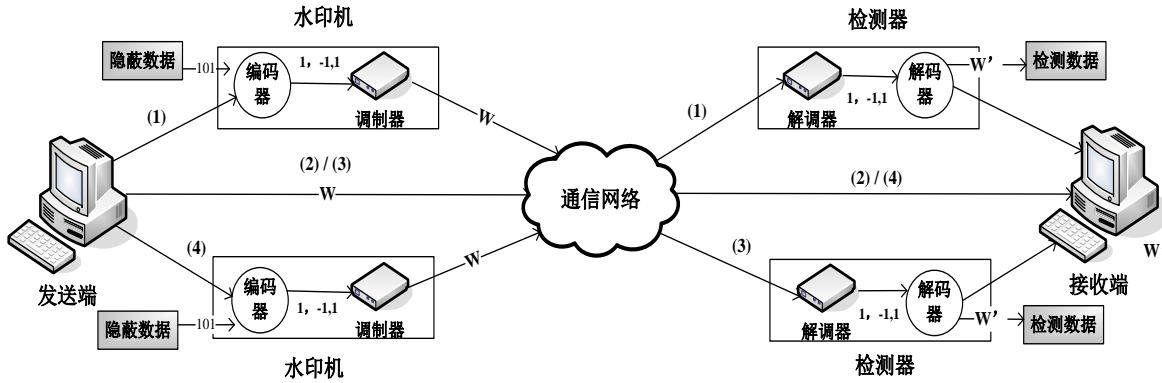 水印机
检测器
隐蔽数据
101
编码
器
1，-1,1
调制器
W
(1)
(1)
解调器
1，-1,1
解码
器
W’
检测数据
(2) / (3)
W
通信网络
(2) / (4)
发送端
接收端
W
(4)
隐蔽数据
101
编码
器
1，-1,1
调制器
W
水印机
(3)
解调器
1，-1,1
解码
器
W’
检测数据
检测器